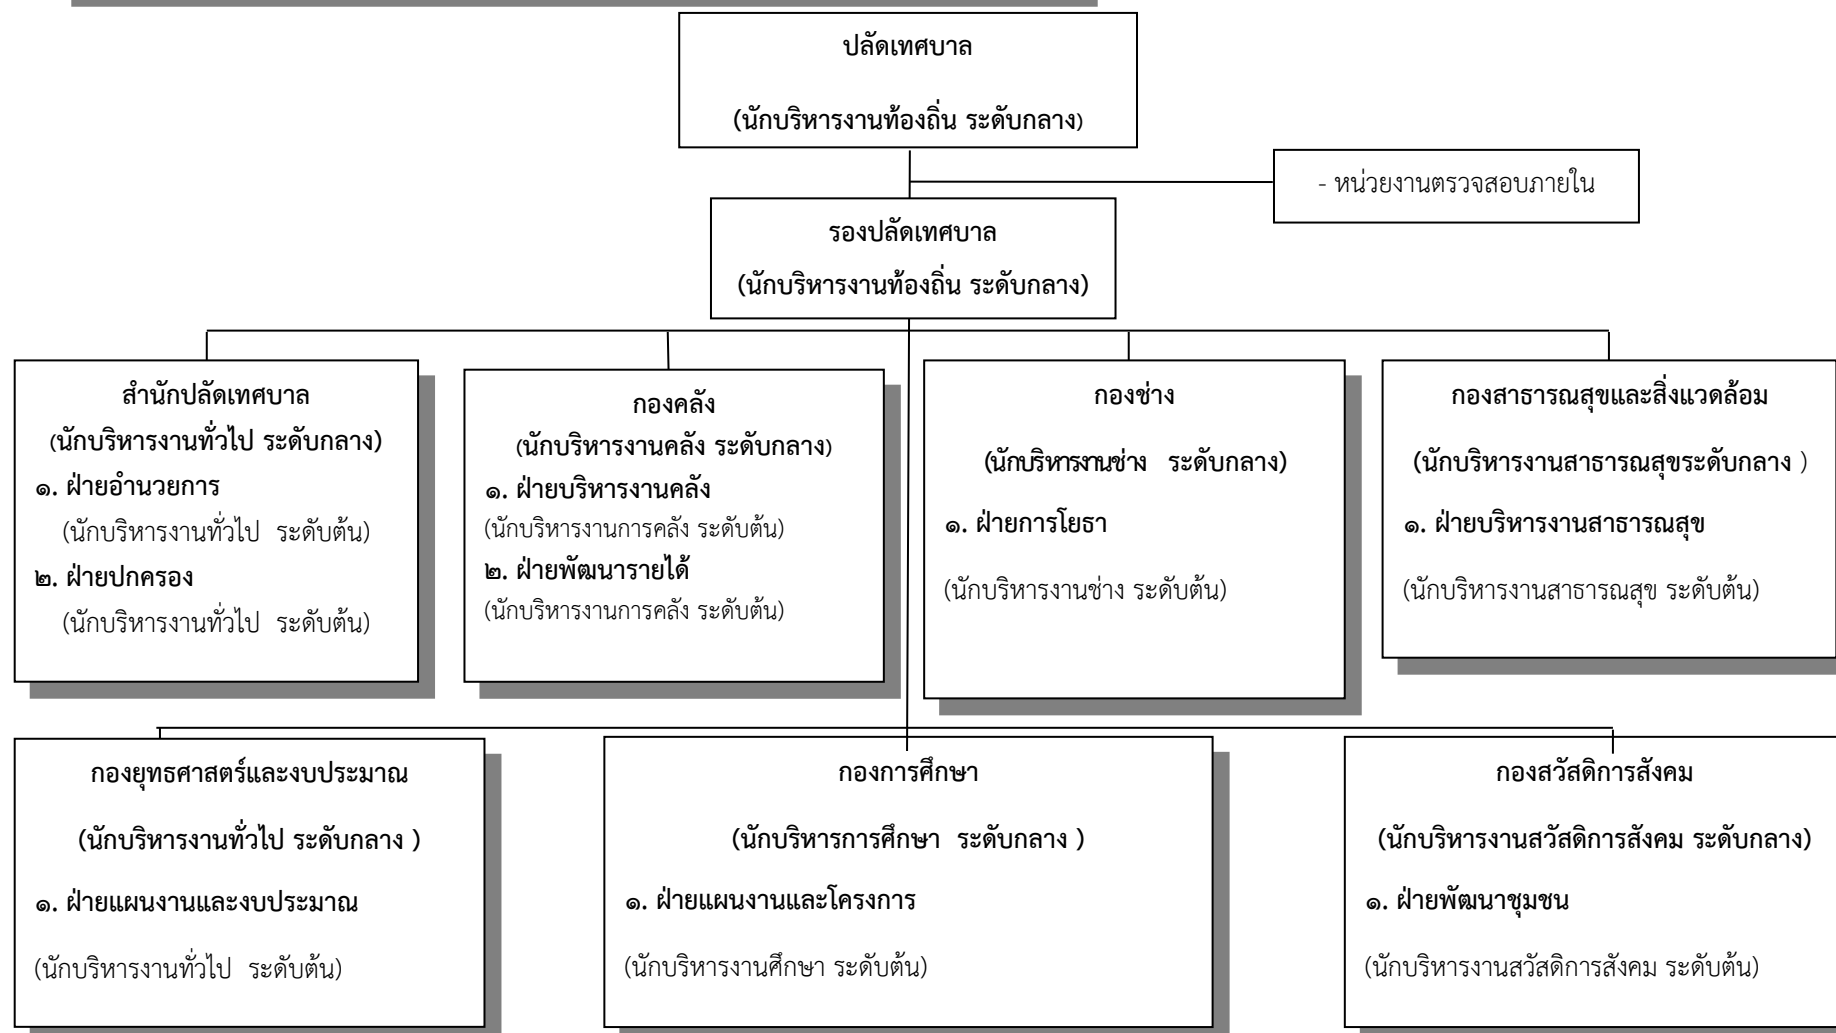 ปลัดเทศบาล
(นักบริหารงานท้องถิ่น ระดับกลาง)
- หน่วยงานตรวจสอบภายใน
รองปลัดเทศบาล
(นักบริหารงานท้องถิ่น ระดับกลาง)
สำนักปลัดเทศบาล
(นักบริหารงานทั่วไป ระดับกลาง)
๑. ฝ่ายอำนวยการ
(นักบริหารงานทั่วไป ระดับต้น)
๒. ฝ่ายปกครอง
(นักบริหารงานทั่วไป ระดับต้น)
กองคลัง
(นักบริหารงานคลัง ระดับกลาง)
๑. ฝ่ายบริหารงานคลัง
(นักบริหารงานการคลัง ระดับต้น)
๒. ฝ่ายพัฒนารายได้
(นักบริหารงานการคลัง ระดับต้น)
กองช่าง
(นักบริหารงานช่าง ระดับกลาง)
๑. ฝ่ายการโยธา
(นักบริหารงานช่าง ระดับต้น)
กองสาธารณสุขและสิ่งแวดล้อม
(นักบริหารงานสาธารณสุขระดับกลาง )
๑. ฝ่ายบริหารงานสาธารณสุข
(นักบริหารงานสาธารณสุข ระดับต้น)
กองยุทธศาสตร์และงบประมาณ
(นักบริหารงานทั่วไป ระดับกลาง )
๑. ฝ่ายแผนงานและงบประมาณ
(นักบริหารงานทั่วไป ระดับต้น)
กองการศึกษา
(นักบริหารการศึกษา ระดับกลาง )
๑. ฝ่ายแผนงานและโครงการ
(นักบริหารงานศึกษา ระดับต้น)
กองสวัสดิการสังคม
(นักบริหารงานสวัสดิการสังคม ระดับกลาง)
๑. ฝ่ายพัฒนาชุมชน
(นักบริหารงานสวัสดิการสังคม ระดับต้น)